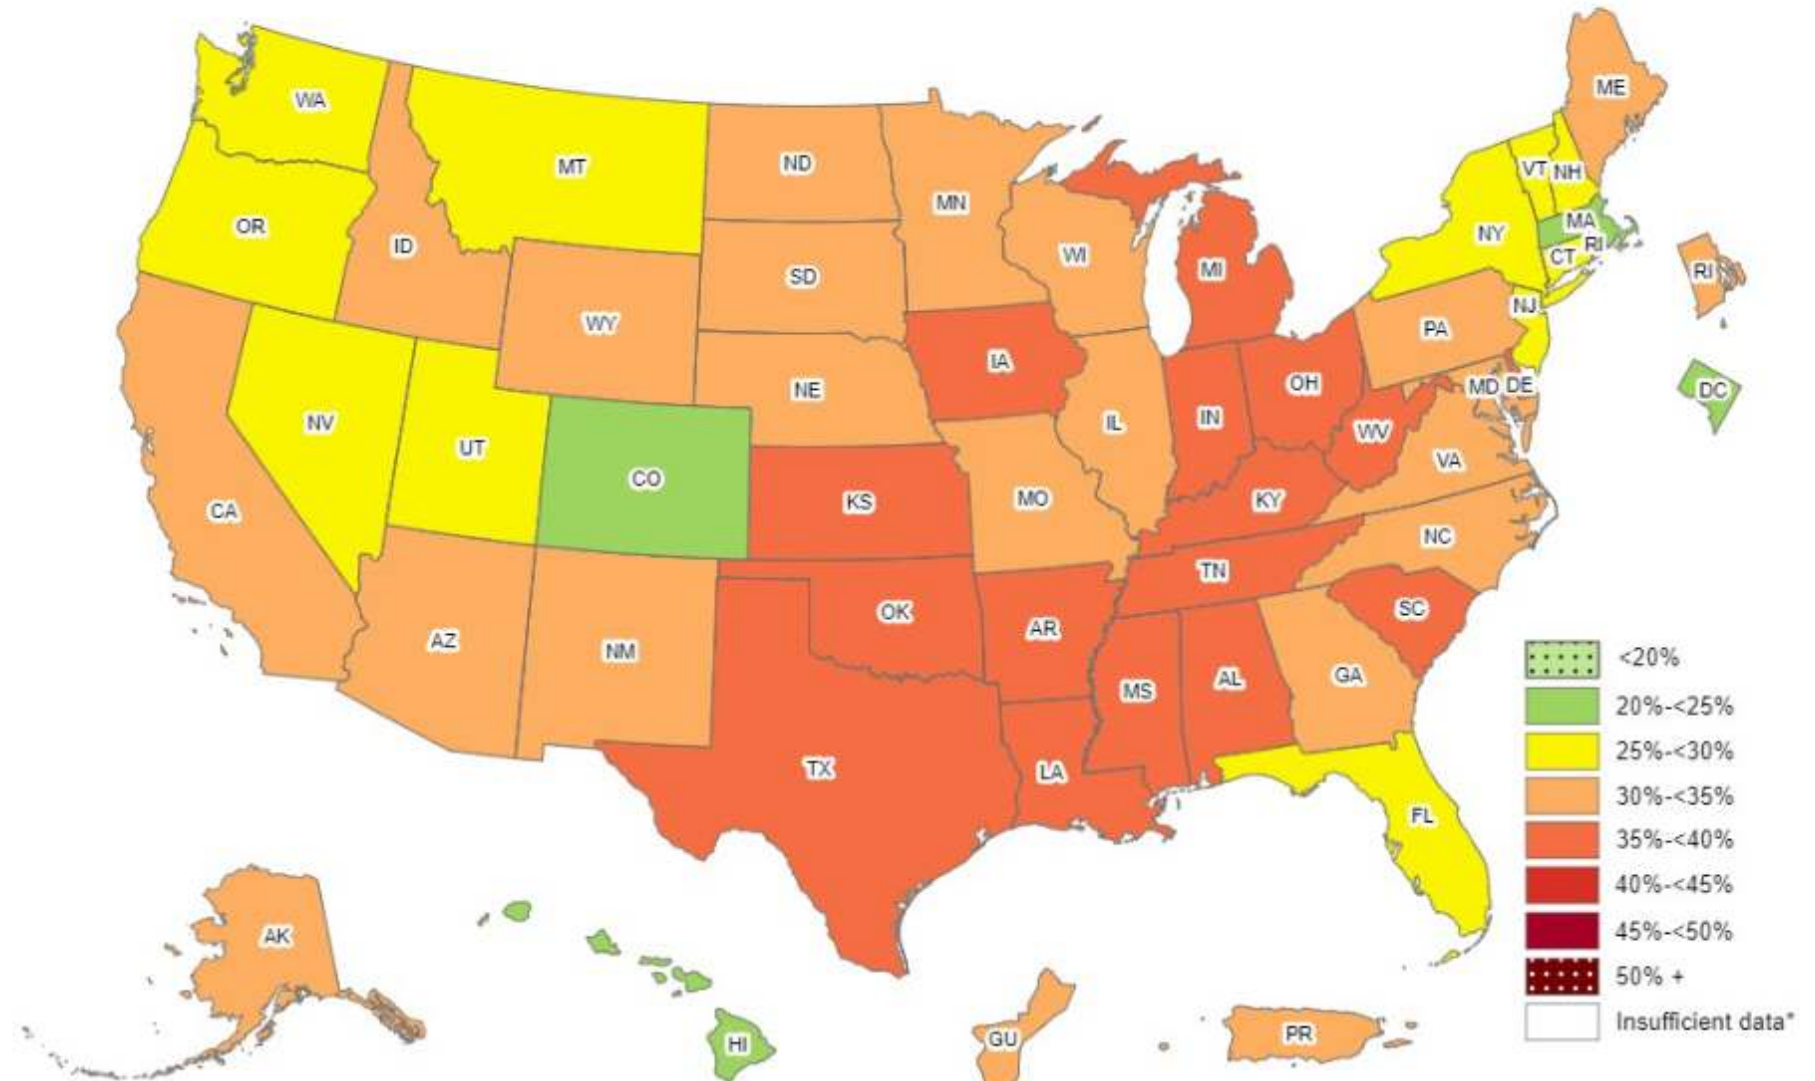 ME
WA
MT
ND
MN
VT
NH
OR
ID
SD
WI
NY
MA
RI
CT
MI
RI
WY
NJ
PA
IA
NE
OH
MD
DE
DC
NV
UT
IL
IN
WV
CO
VA
CA
KS
MO
KY
NC
TN
OK
AR
SC
AZ
NM
MS
AL
GA
TX
LA
FL
<20%
20%-<25%
25%-<30%
30%-<35%
35%-<40%
40%-<45%
45%-<50%
50% +
Insufficient data*
AK
HI
GU
PR